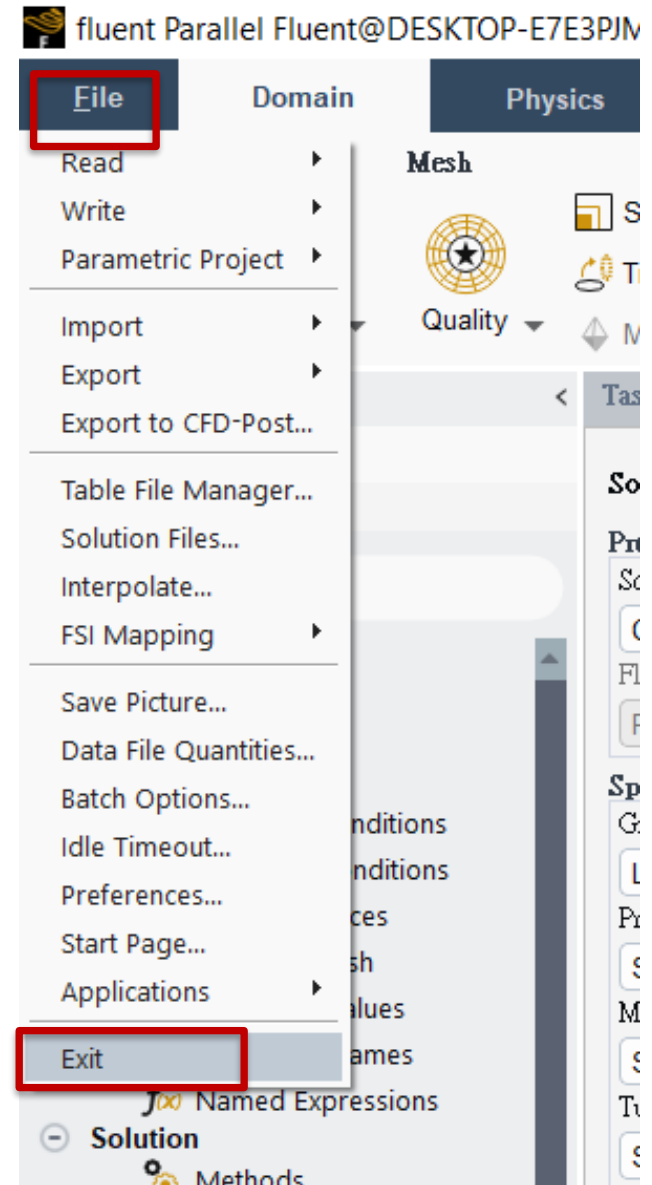 fluent Parallel Fluent@DESKTOP-E7E3PJM
File Domain Physics
Read
Write
Parametric Project
Import
Export
Export to CFD-Post...
Table File Manager...
Solution Files...
Interpolate...
FSI Mapping
Save Picture...
Data File Quantities...
Batch Options...
Idle Timeout...
Preferences...
Start Page...
Applications
Exit
Mesh
Quality
nditions
nditions
ces
sh
alues
ames
Named Expressions
Solution
Methods